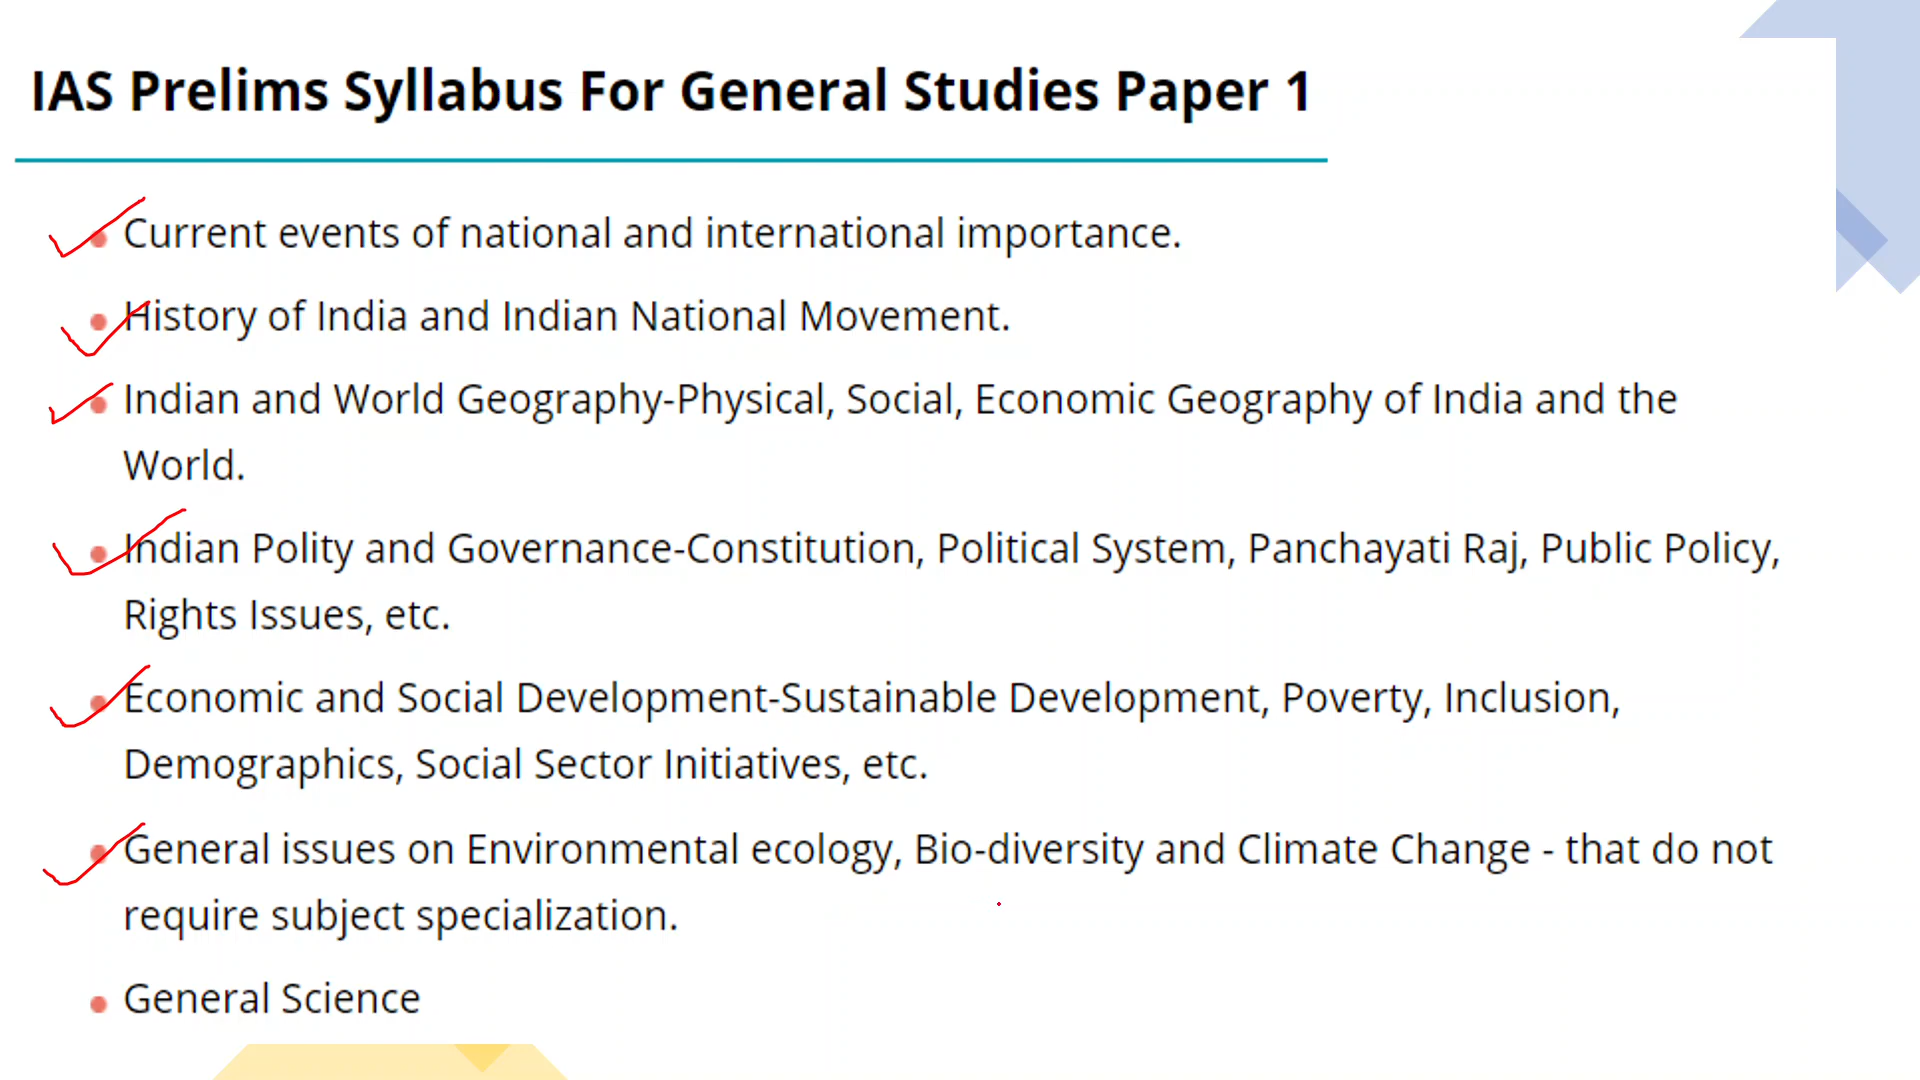 IAS Prelims Syllabus For General Studies Paper 1
Current events of national and international importance.
History of India and Indian National Movement.
Indian and World Geography-Physical, Social, Economic Geography of India and the
World.
Indian Polity and Governance-Constitution, Political System, Panchayati Raj, Public Policy,
Rights Issues, etc.
Economic and Social Development-Sustainable Development, Poverty, Inclusion,
Demographics, Social Sector Initiatives, etc.
General issues on Environmental ecology, Bio-diversity and Climate Change - that do not
require subject specialization.
General Science